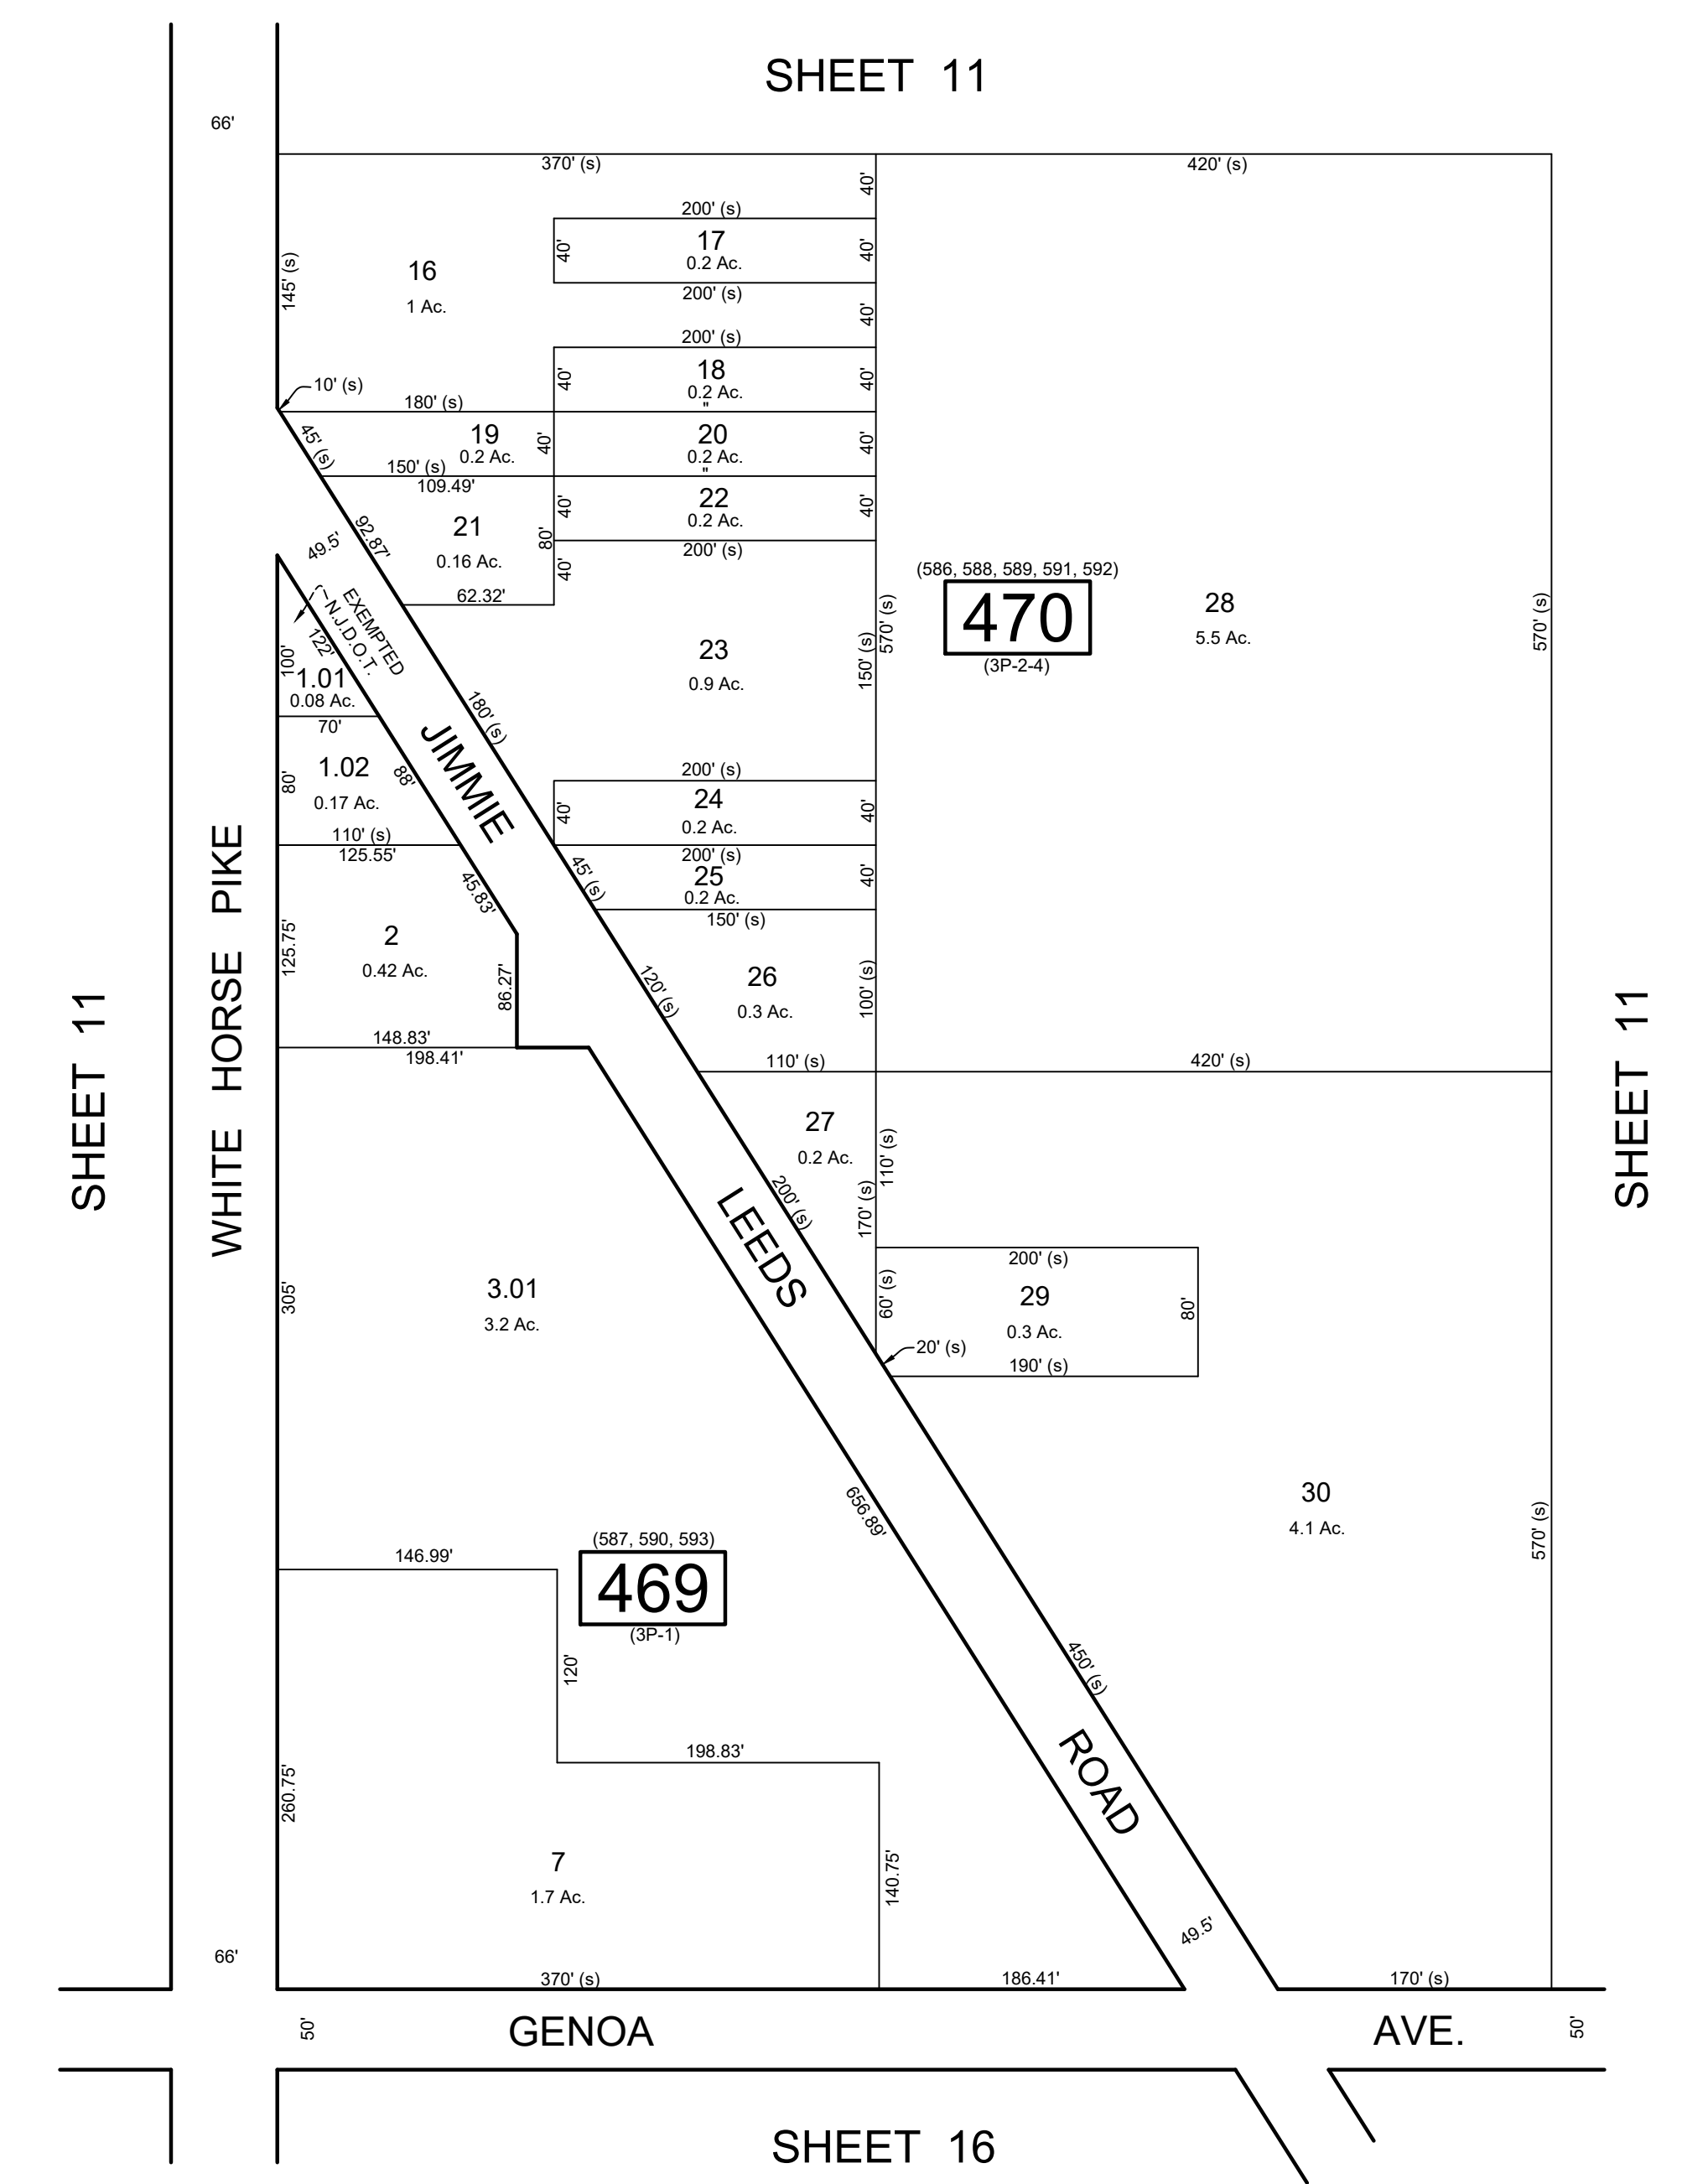 SHEET 11
66'
370' (s)
420' (s)
40'
200' (s)
17
0.2 Ac.
40'
40'
200' (s)
16
1 Ac.
145' (s)
40'
200' (s)
18
0.2 Ac.
"
40'
40'
10' (s)
180' (s)
45' (s)
19
0.2 Ac.
40'
20
0.2 Ac.
"
40'
150' (s)
109.49'
22
0.2 Ac.
40'
40'
200' (s)
21
0.16 Ac.
80'
40'
92.87'
49.5'
62.32'
EXEMPTED
N.J.D.O.T.
122'
100'
1.01
0.08 Ac.
70'
23
0.9 Ac.
150' (s)
570' (s)
(586, 588, 589, 591, 592)
470
(3P-2-4)
28
5.5 Ac.
570' (s)
180' (s)
JIMMIE
1.02
0.17 Ac.
80'
88'
110' (s)
125.55'
200' (s)
24
0.2 Ac.
40'
40'
200' (s)
25
0.2 Ac.
40'
45' (s)
150' (s)
45.83'
2
0.42 Ac.
125.75'
86.27'
148.83'
198.41'
26
0.3 Ac.
120' (s)
100' (s)
110' (s)
420' (s)
WHITE HORSE PIKE
SHEET 11
SHEET 11
27
0.2 Ac.
110' (s)
170' (s)
200' (s)
LEEDS
200' (s)
29
0.3 Ac.
60' (s)
80'
20' (s)
190' (s)
3.01
3.2 Ac.
305'
656.89'
30
4.1 Ac.
570' (s)
450' (s)
146.99'
(587, 590, 593)
469
(3P-1)
120'
198.83'
ROAD
260.75'
7
1.7 Ac.
140.75'
49.5'
66'
370' (s)
186.41'
170' (s)
50'
GENOA
AVE.
50'
SHEET 16